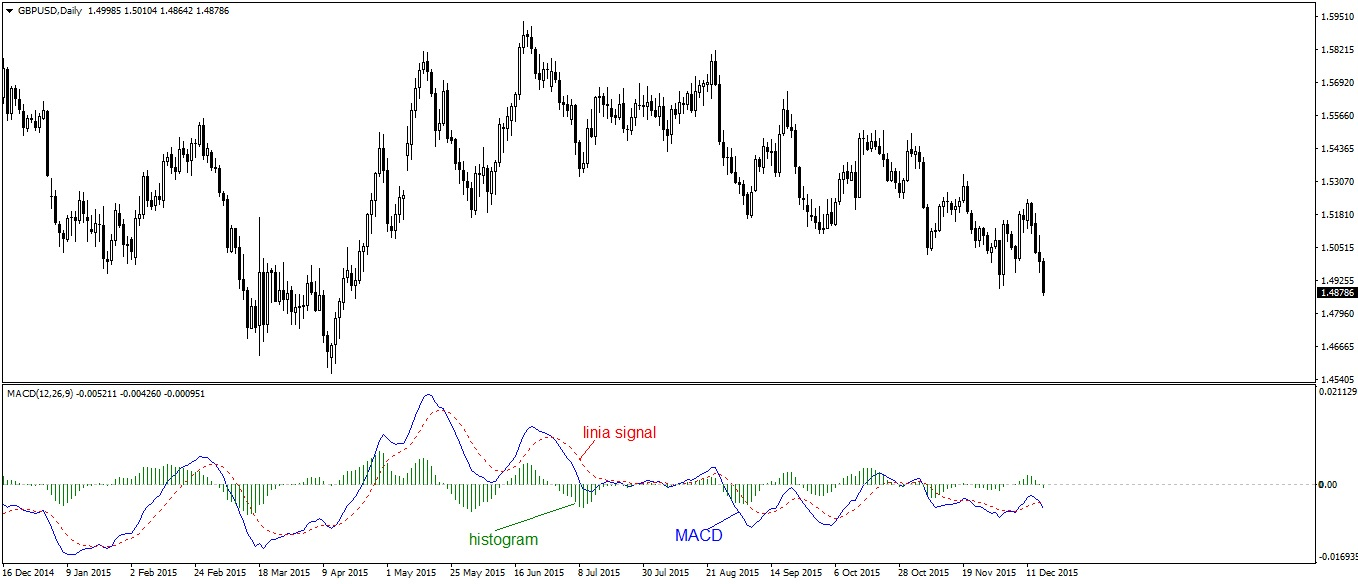 GBPUSD,Daily 1.49985 1.50104 1.48642 1.48786
1.59510
1.58215
1.56920
1.55660
1.54365
1.53070
1.51810
1.50515
1.49255
1.48786
1.47960
1.46665
1.45405
MACD(12,26,9) -0.005211 -0.004260 -0.000951
0.021129
linia signal
0.00
histogram
MACD
-0.016935
16 Dec 2014 9 Jan 2015 2 Feb 2015 24 Feb 2015 18 Mar 2015 9 Apr 2015 1 May 2015 25 May 2015 16 Jun 2015 8 Jul 2015 30 Jul 2015 21 Aug 2015 14 Sep 2015 6 Oct 2015 28 Oct 2015 19 Nov 2015 11 Dec 2015